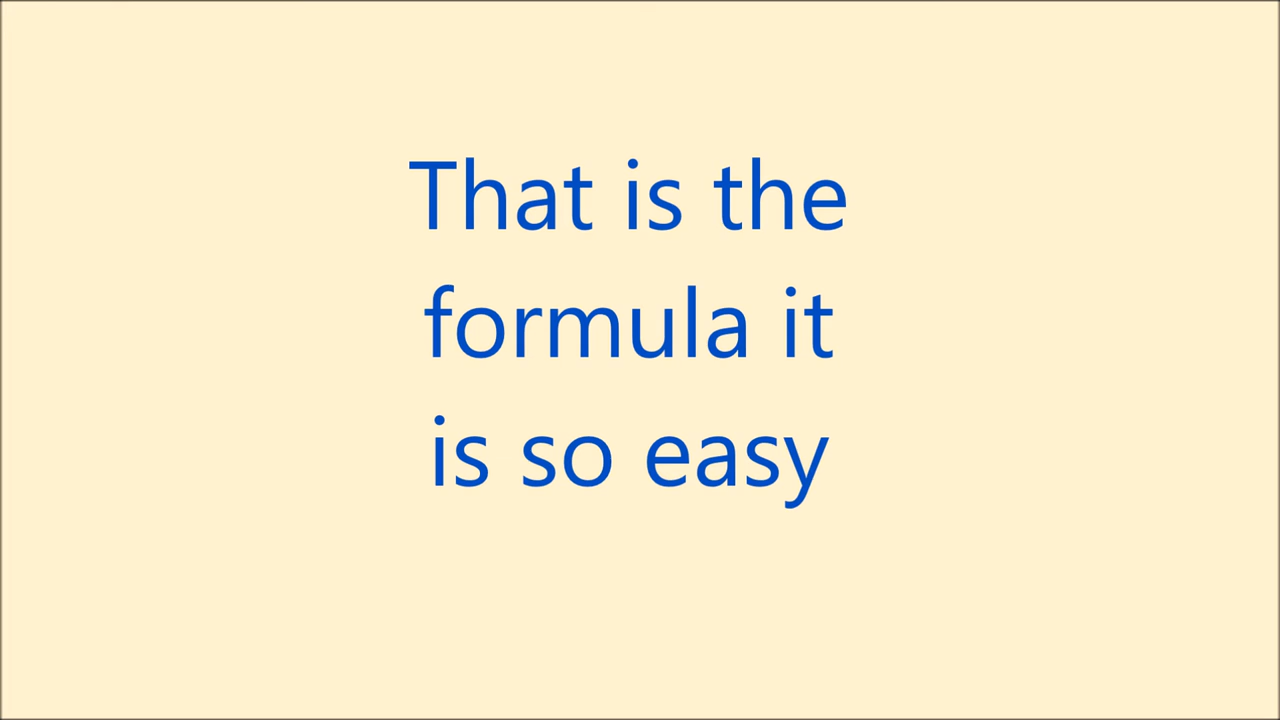 That is the
formula it
is so easy